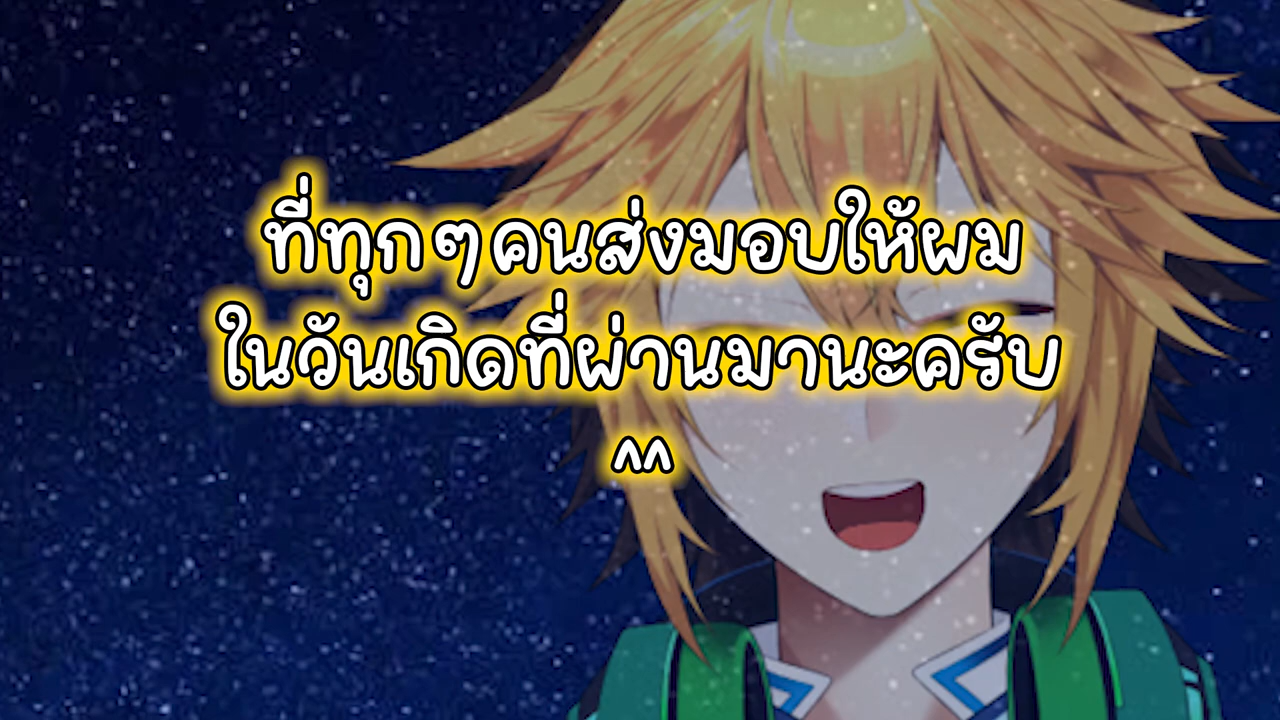 ที่ทุกๆคนส่งมอบให้ผม
ในวันเกิดที่ผ่านมานะครับ
^^